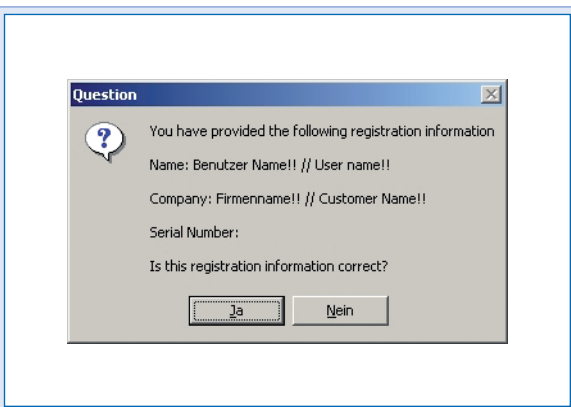 Question
You have provided the following registration information
Name: Benutzer Name!! // User name!!
Company: Firmenname!! // Customer Name!!
Serial Number:
Is this registration information correct?
Ja Nein